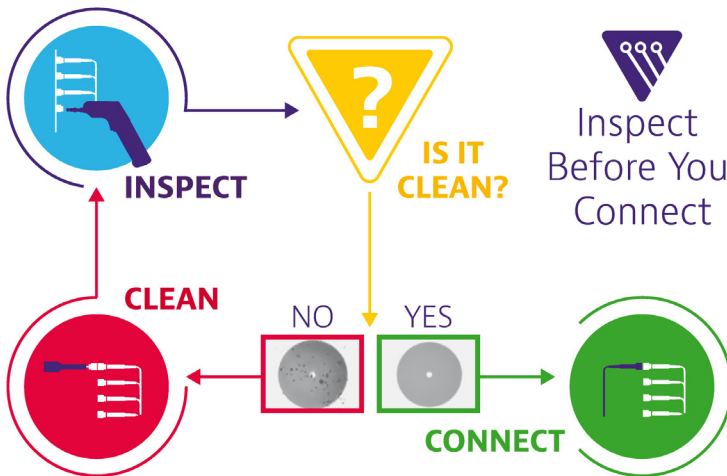 ?
INSPECT
IS IT
CLEAN?
Inspect
Before You
Connect
CLEAN
NO
YES
CONNECT